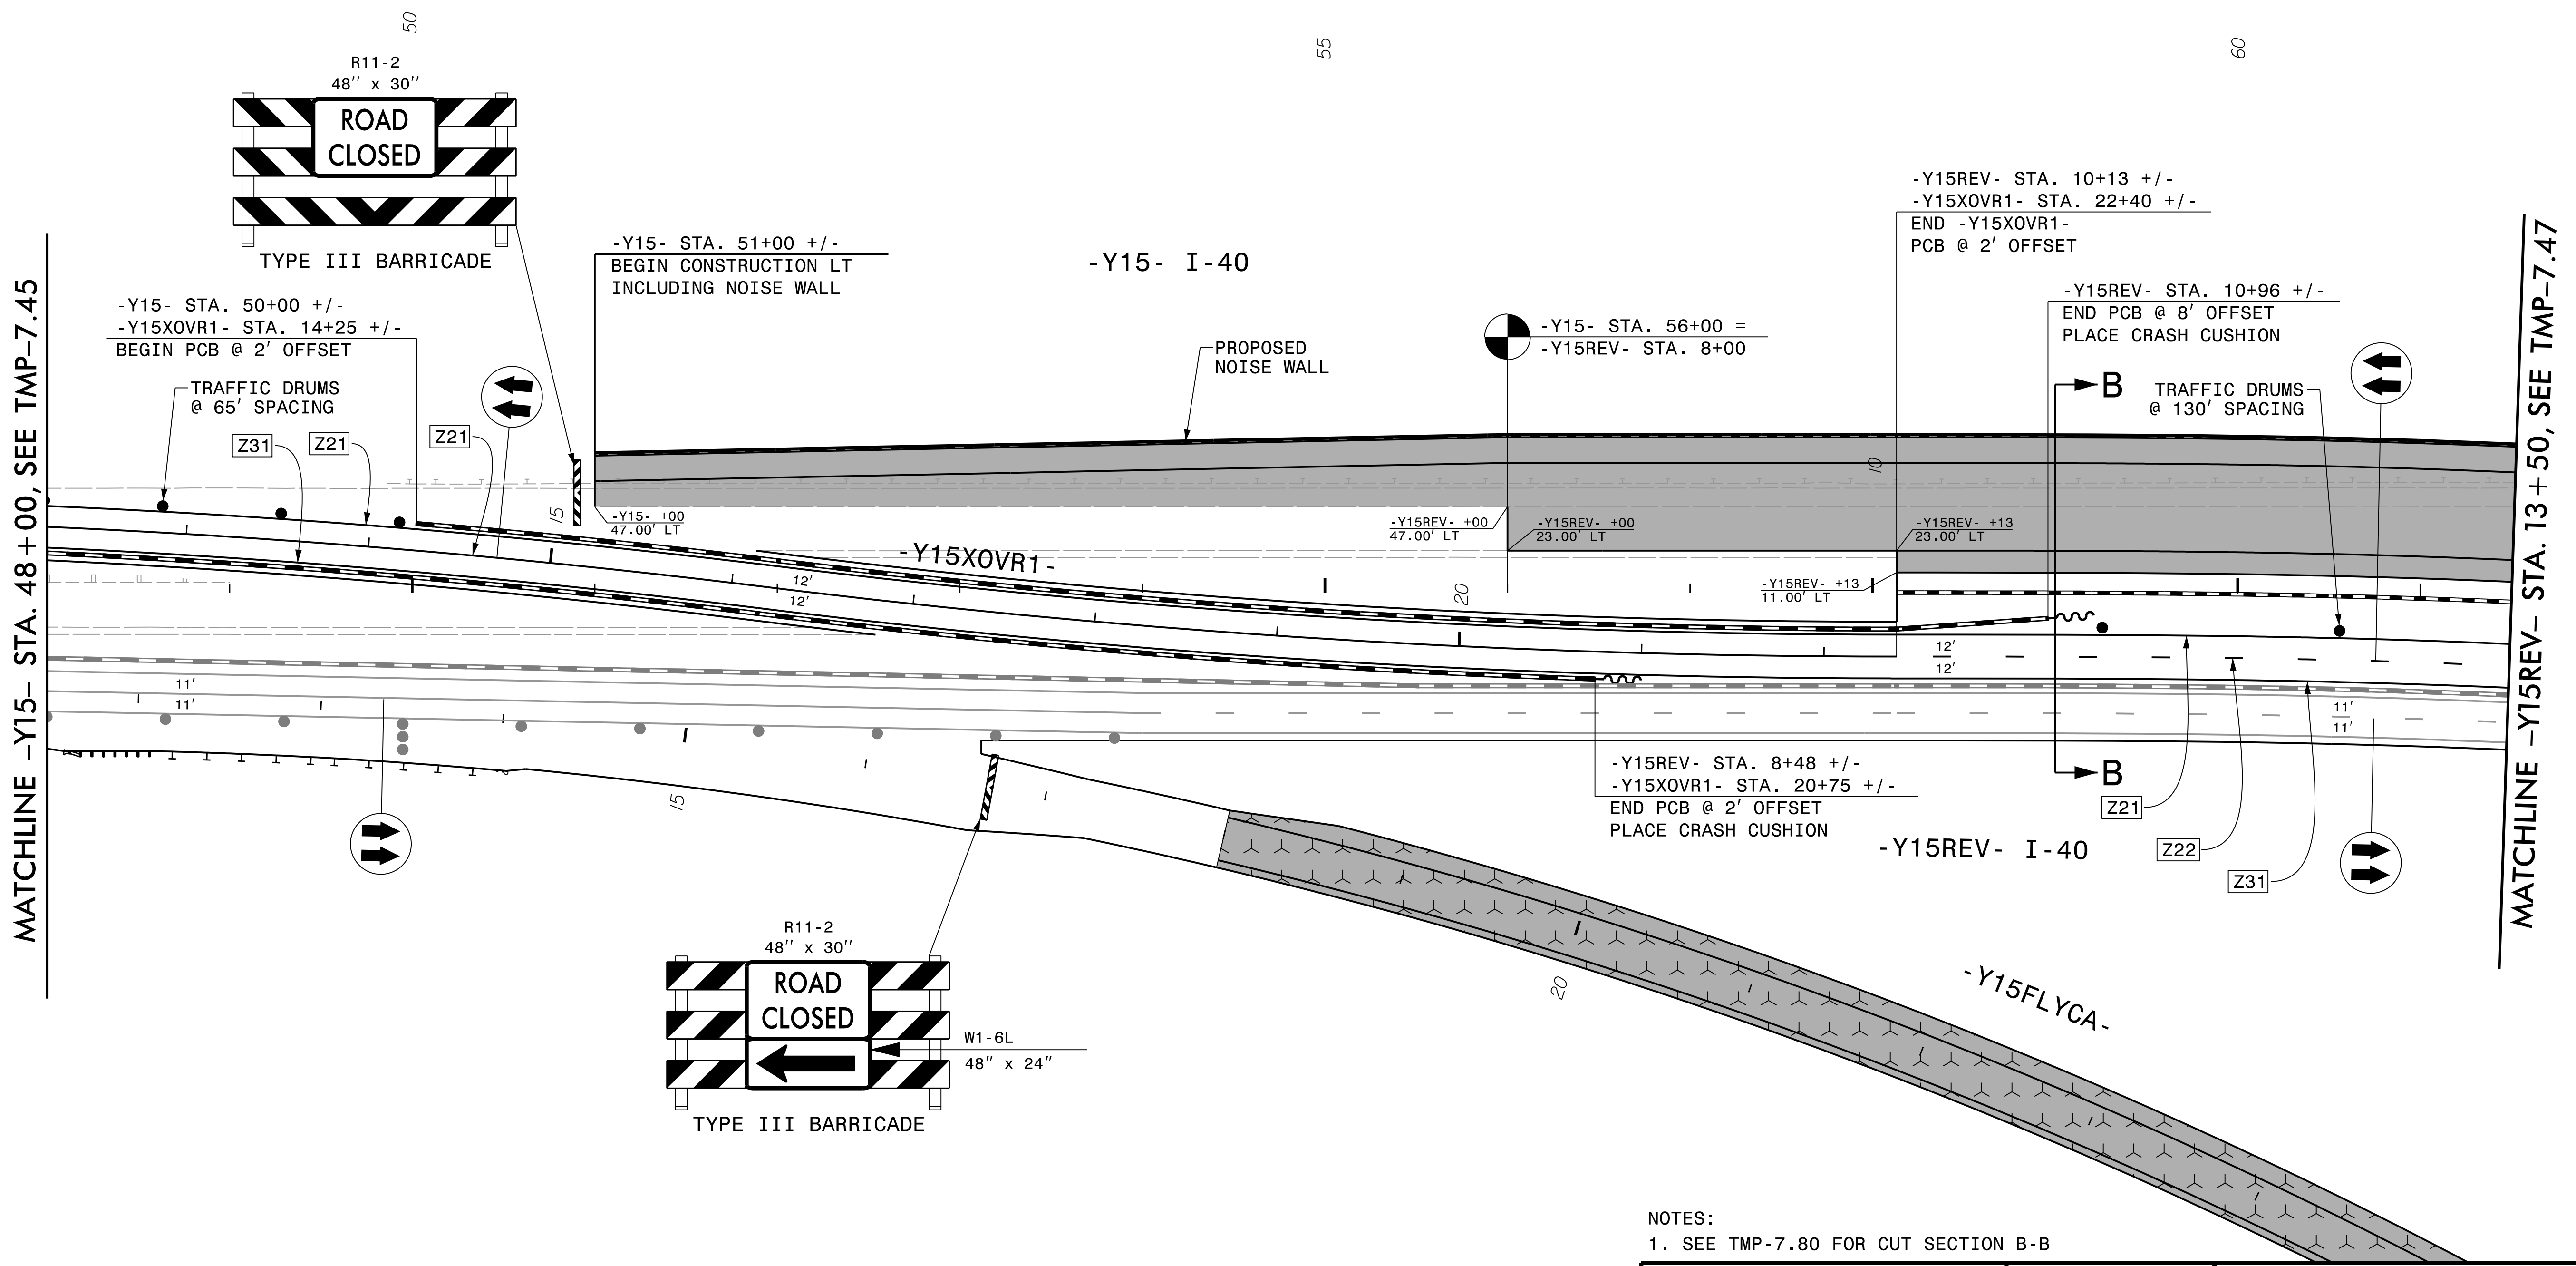 50
55
60
R11-2
48" x 30"
ROAD
CLOSED
TYPE III BARRICADE
-Y15- STA. 51+00 +/-
BEGIN CONSTRUCTION LT
INCLUDING NOISE WALL
-Y15- I-40
-Y15REV- STA. 10+13 +/-
-Y15XOVR1- STA. 22+40 +/-
END -Y15XOVR1-
PCB @ 2' OFFSET
-Y15REV- STA. 10+96 +/-
END PCB @ 8' OFFSET
PLACE CRASH CUSHION
-Y15- STA. 50+00 +/-
-Y15XOVR1- STA. 14+25 +/-
BEGIN PCB @ 2' OFFSET
-Y15- STA. 56+00 =
-Y15REV- STA. 8+00
PROPOSED
NOISE WALL
TRAFFIC DRUMS
@ 65' SPACING
Z31
Z21
Z21
B
TRAFFIC DRUMS
@ 130' SPACING
MATCHLINE -Y15- STA. 48+00, SEE TMP-7.45
MATCHLINE -Y15REV- STA. 13+50, SEE TMP-7.47
10
15
-Y15- +00
47.00' LT
-Y15REV- +00
47.00' LT
-Y15REV- +00
23.00' LT
-Y15REV- +13
23.00' LT
-Y15XOVR1-
12'
12'
20
-Y15REV- +13
11.00' LT
12'
12'
11'
11'
11'
11'
15
-Y15REV- STA. 8+48 +/-
-Y15XOVR1- STA. 20+75 +/-
END PCB @ 2' OFFSET
PLACE CRASH CUSHION
B
Z21
Z22
Z31
-Y15REV- I-40
R11-2
48" x 30"
ROAD
CLOSED
W1-6L
48" x 24"
TYPE III BARRICADE
20
-Y15FLYCA-
NOTES:
1. SEE TMP-7.80 FOR CUT SECTION B-B